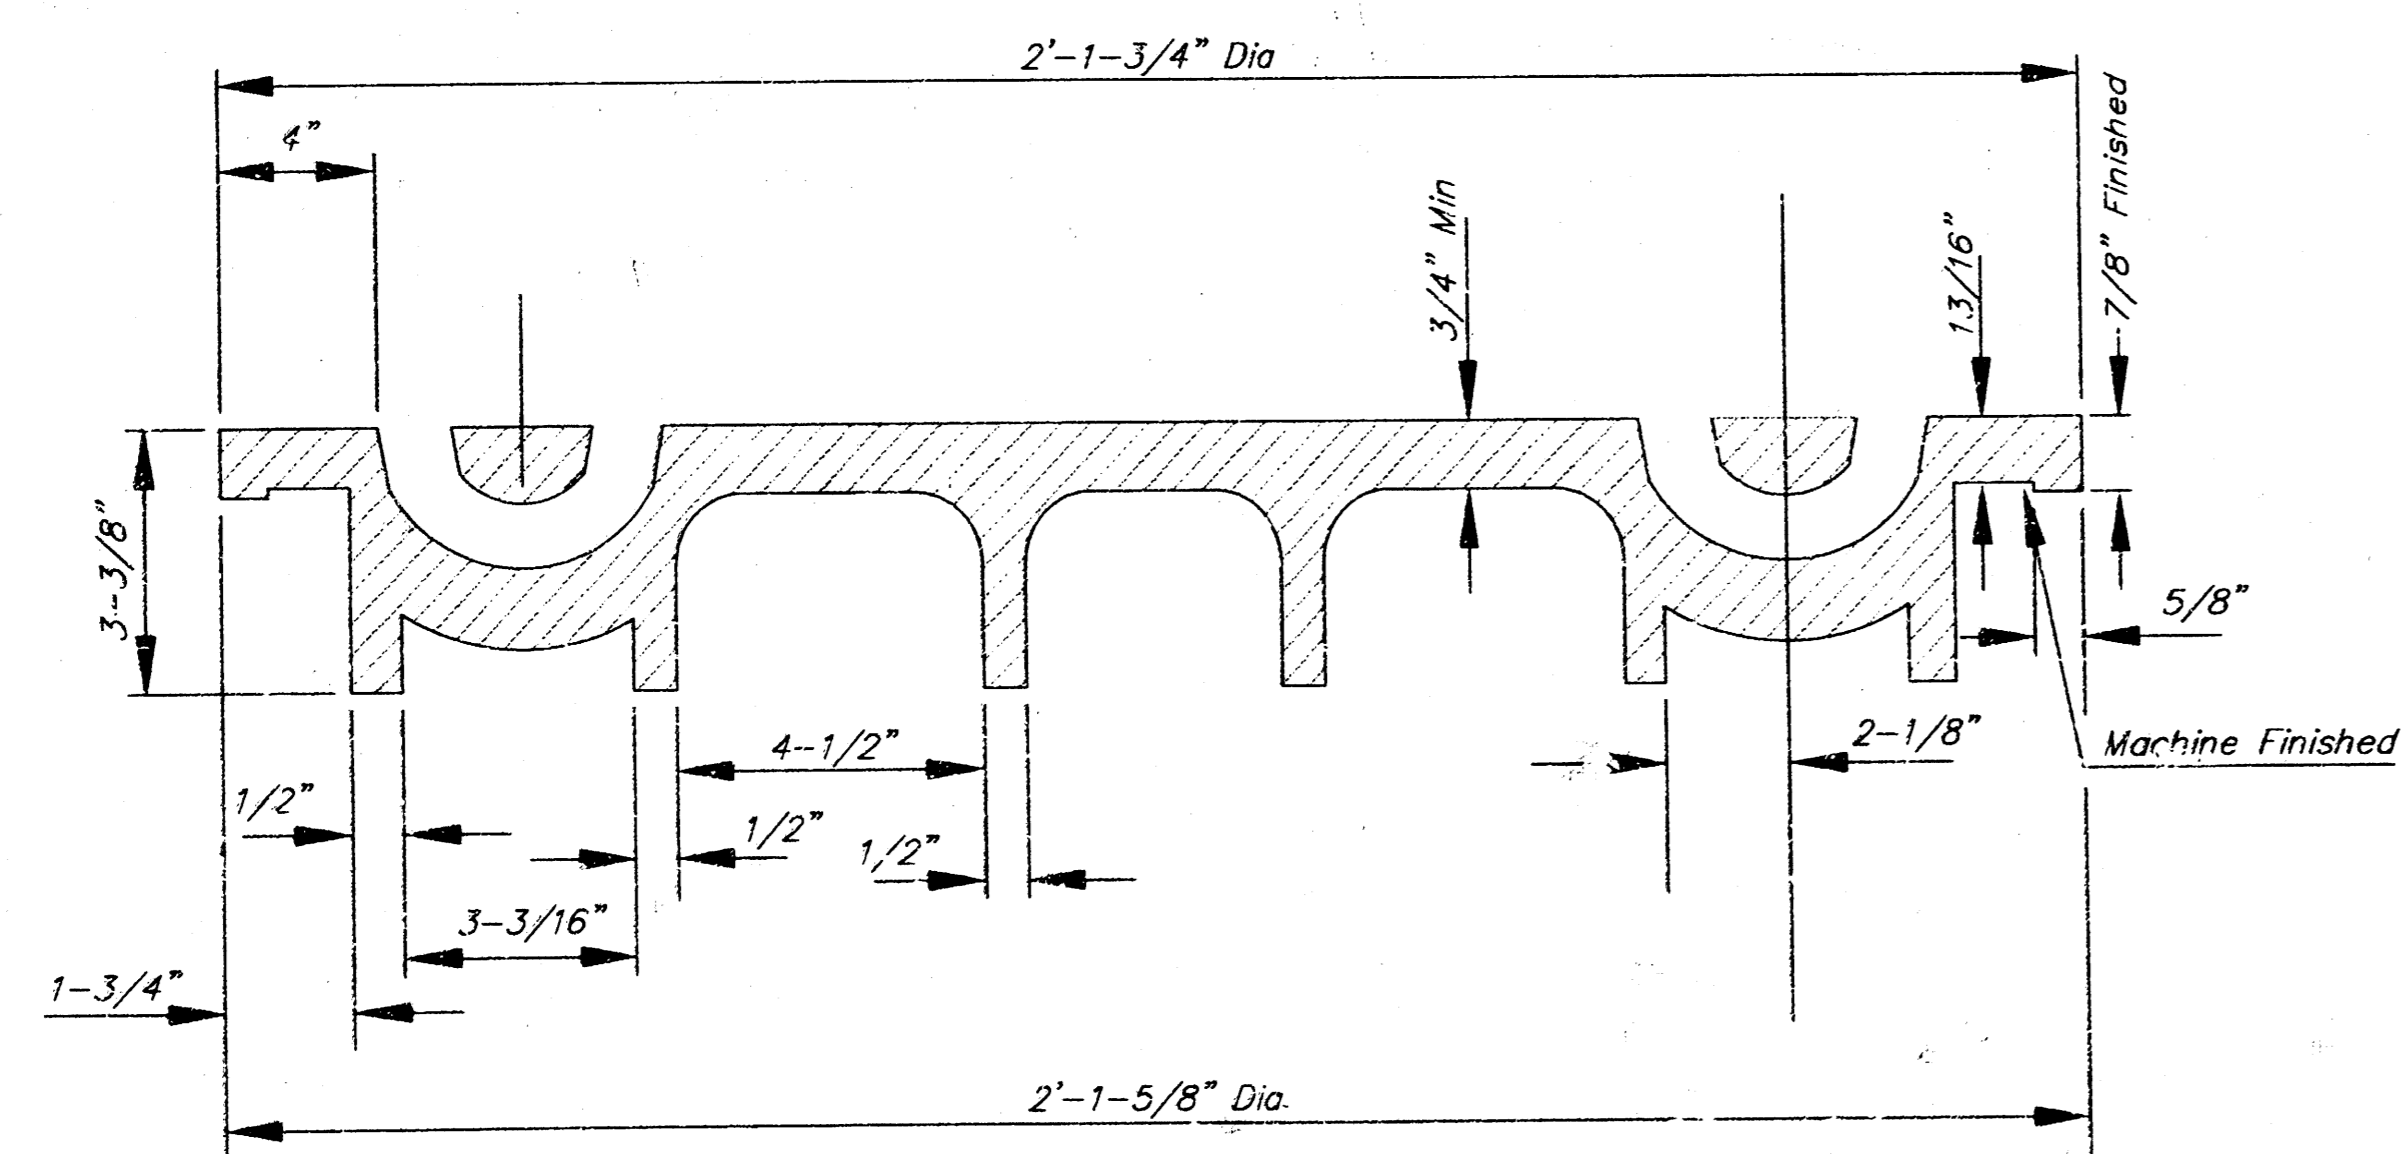 2'-1-3/4" Dia
4"
3/4" Min
13/16"
7/8" Finished
3-3/8"
5/8"
2-1/8"
Machine Finished
4-1/2"
1/2"
1/2"
1/2"
3-3/16"
1-3/4"
2'-1-5/8" Dia.